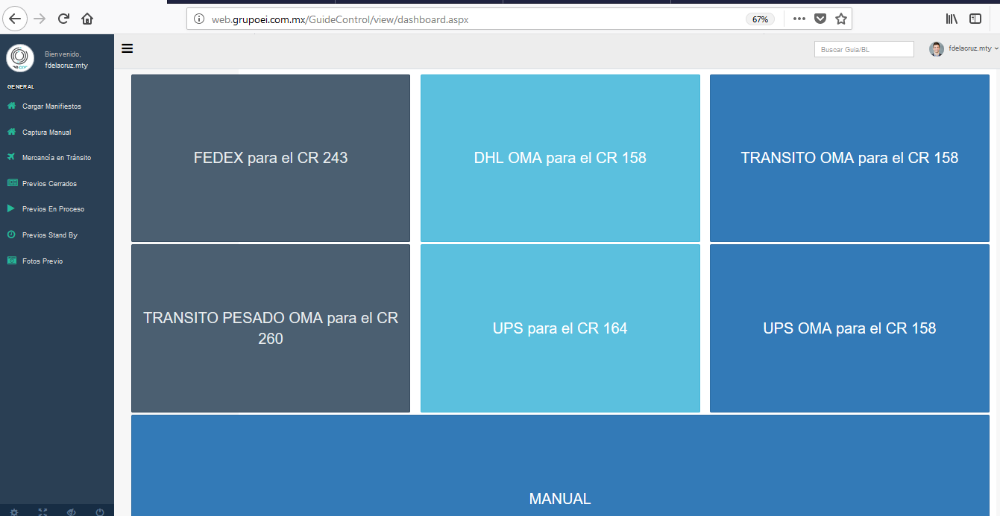 web.grupoei.com.mx/GuideControl/view/dashboard.aspx
67%
Bienvenido,
fdelacruz.mty
Buscar Guia/BL
fdelacruz.mty
GENERAL
Cargar Manifiestos
Captura Manual
Mercancía en Tránsito
Previos Cerrados
Previos En Proceso
Previos Stand By
Fotos Previo
FEDEX para el CR 243
DHL OMA para el CR 158
TRANSITO OMA para el CR 158
TRANSITO PESADO OMA para el CR
260
UPS para el CR 164
UPS OMA para el CR 158
MANUAL